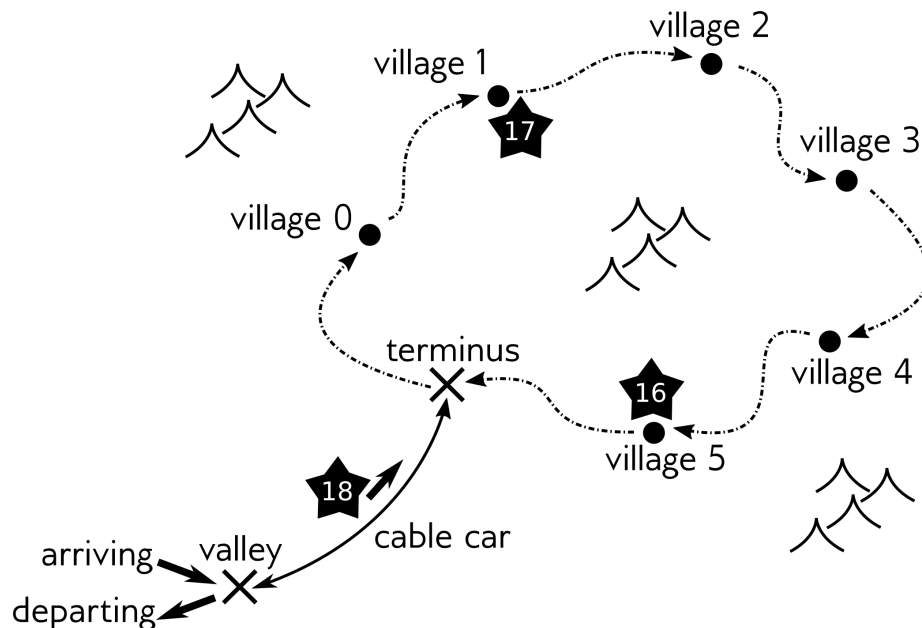 village 2
village 1
17
village 3
village 0
terminus
village 4
16
village 5
18
cable car
arriving
valley
departing